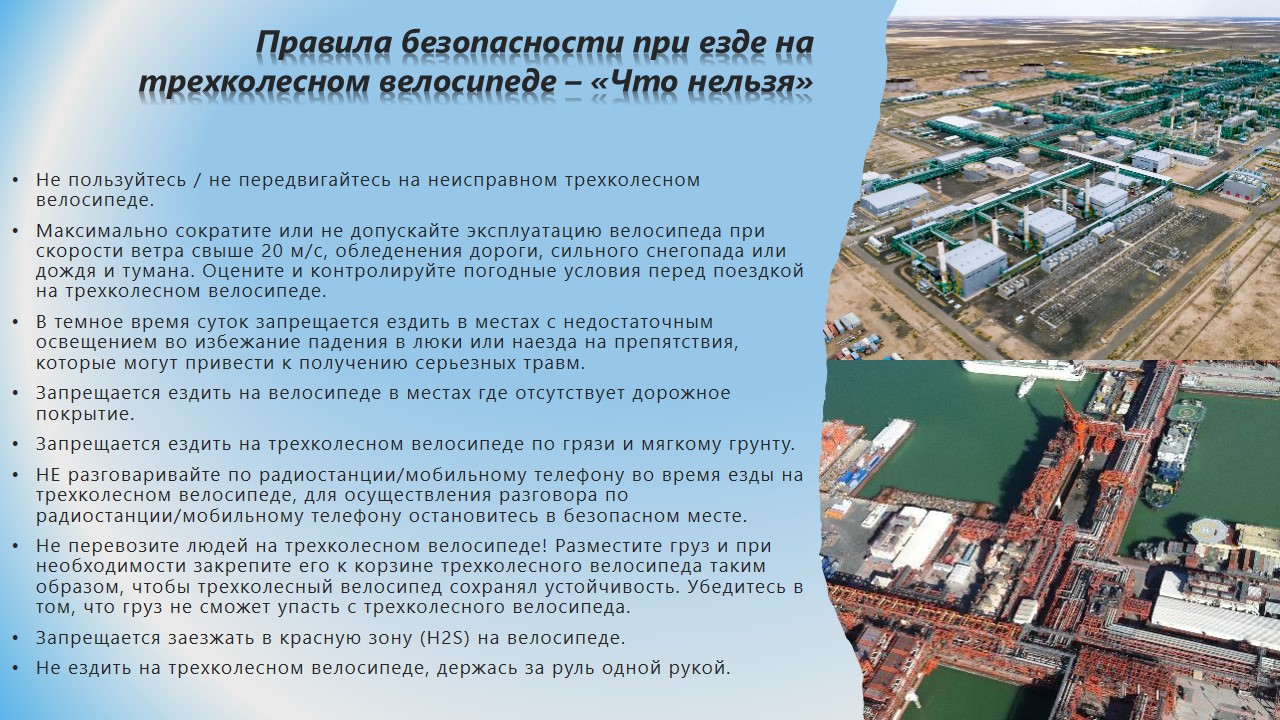 Правила безопасности при езде на
трехколесном велосипеде – «Что нельзя»
• Не пользуйтесь / не передвигайтесь на неисправном трехколесном
велосипеде.
• Максимально сократите или не допускайте эксплуатацию велосипеда при
скорости ветра свыше 20 м/с, обледенения дороги, сильного снегопада или
дождя и тумана. Оцените и контролируйте погодные условия перед поездкой
на трехколесном велосипеде.
• В темное время суток запрещается ездить в местах с недостаточным
освещением во избежание падения в люки или наезда на препятствия,
которые могут привести к получению серьезных травм.
• Запрещается ездить на велосипеде в местах где отсутствует дорожное
покрытие.
• Запрещается ездить на трехколесном велосипеде по грязи и мягкому грунту.
• НЕ разговаривайте по радиостанции/мобильному телефону во время езды на
трехколесном велосипеде, для осуществления разговора по
радиостанции/мобильному телефону остановитесь в безопасном месте.
• Не перевозите людей на трехколесном велосипеде! Разместите груз и при
необходимости закрепите его к корзине трехколесного велосипеда таким
образом, чтобы трехколесный велосипед сохранял устойчивость. Убедитесь в
том, что груз не сможет упасть с трехколесного велосипеда.
• Запрещается заезжать в красную зону (H2S) на велосипеде.
• Не ездить на трехколесном велосипеде, держась за руль одной рукой.